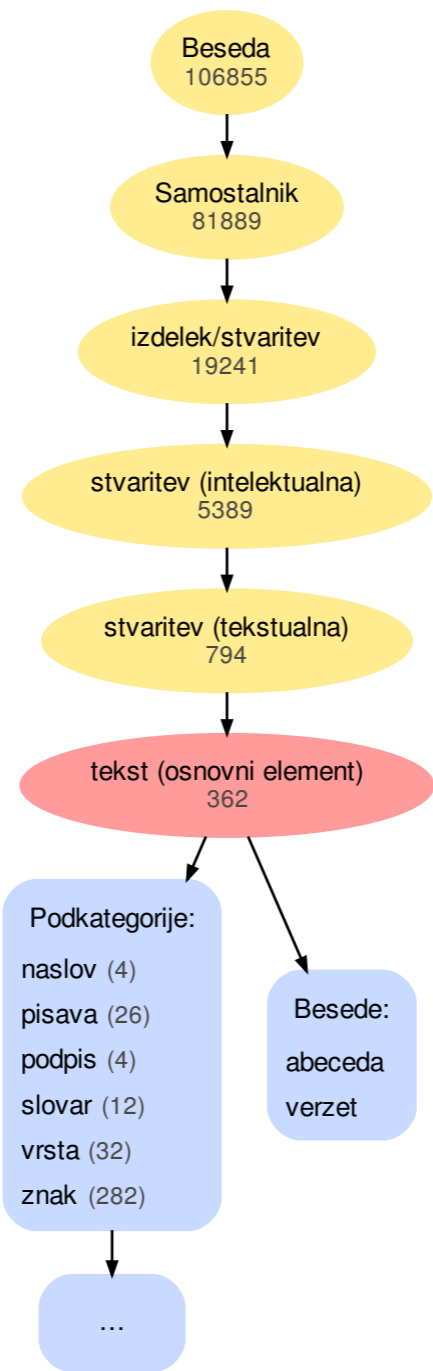 Beseda
106855
Samostalnik
81889
izdelek/stvaritev
19241
stvaritev (intelektualna)
5389
stvaritev (tekstualna)
794
tekst (osnovni element)
362
Podkategorije:
naslov (4)
pisava (26)
podpis (4)
slovar (12)
vrsta (32)
znak (282)
Besede:
abeceda
verzet
...